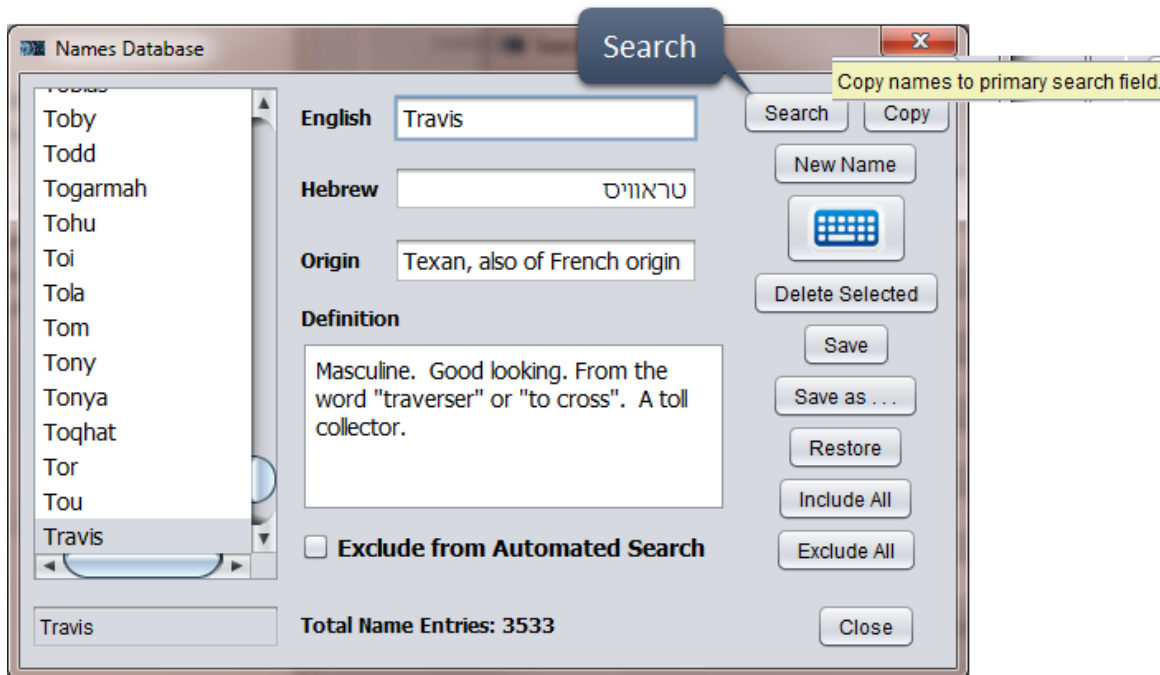 Names Database
Search
Copy names to primary search field.
Toby
Todd
Togarmah
Tohu
Toi
Tola
Tom
Tony
Tonya
Toqhat
Tor
Tou
Travis
Travis
English
Travis
Hebrew
טראוויס
Origin
Texan, also of French origin
Definition
Masculine. Good looking. From the
word "traverser" or "to cross". A toll
collector.
Exclude from Automated Search
Total Name Entries: 3533
Search
Copy
New Name
Delete Selected
Save
Save as . . .
Restore
Include All
Exclude All
Close